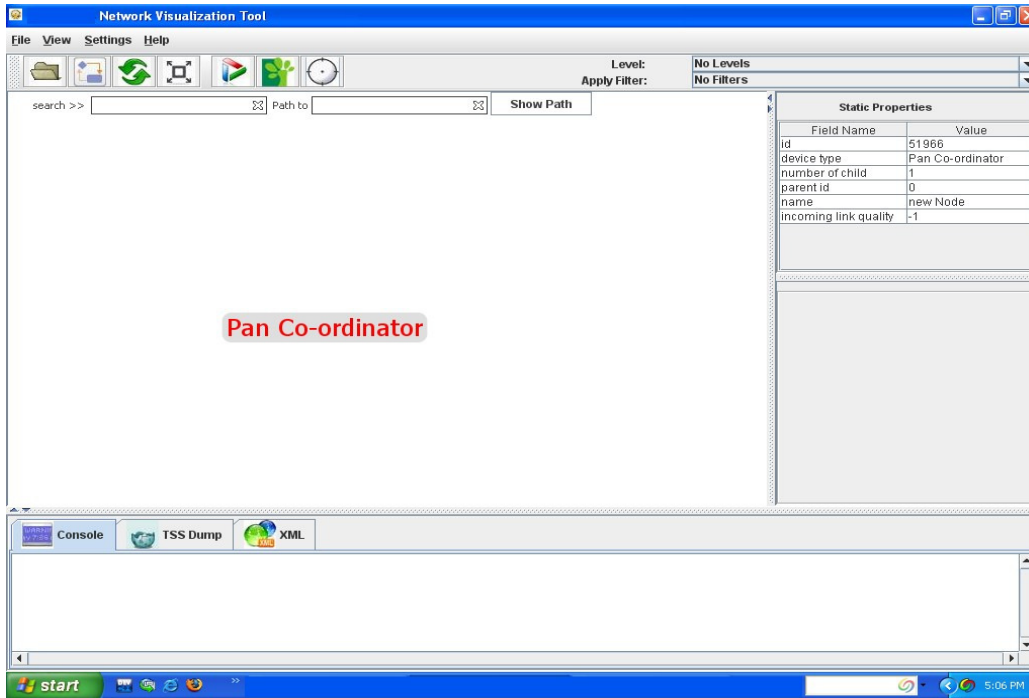 Network Visualization Tool
File View Settings Help
Level: No Levels
Apply Filter: No Filters
search >> Path to Show Path
Static Properties
Field Name Value
id 51966
device type Pan Co-ordinator
number of child 1
parent id 0
name new Node
incoming link quality -1
Pan Co-ordinator
Console TSS Dump XML
start 5:06 PM